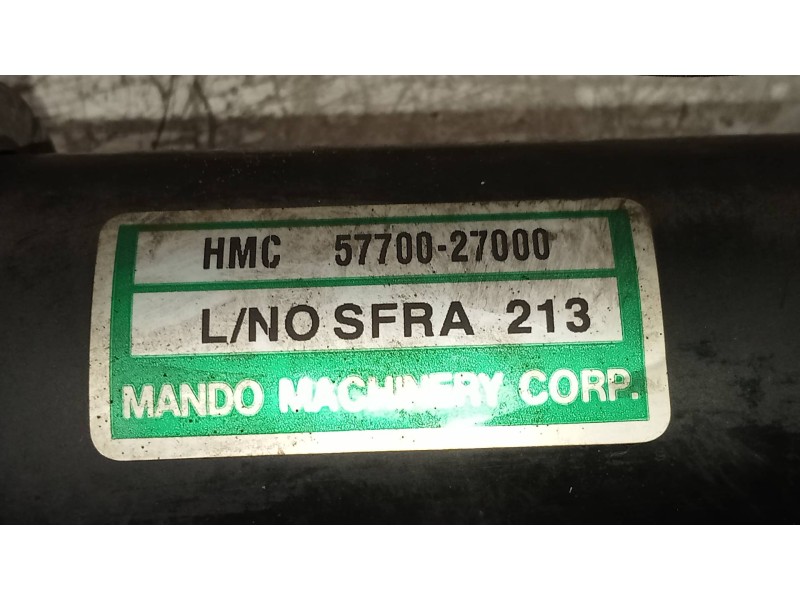 HMC 57700-27000
L/NO SFRA 213
MANDO MACHINERY CORP.